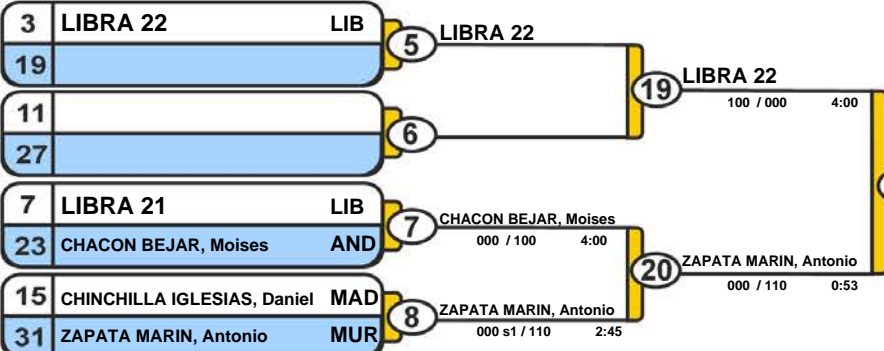 3 LIBRA 22 LIB
19
5
LIBRA 22
11
27
6
19
LIBRA 22
100 / 000 4:00
7 LIBRA 21 LIB
23 CHACON BEJAR, Moises AND
7
CHACON BEJAR, Moises
000 / 100 4:00
15 CHINCHILLA IGLESIAS, Daniel MAD
31 ZAPATA MARIN, Antonio MUR
8
ZAPATA MARIN, Antonio
000 s1 / 110 2:45
20
ZAPATA MARIN, Antonio
000 / 110 0:53